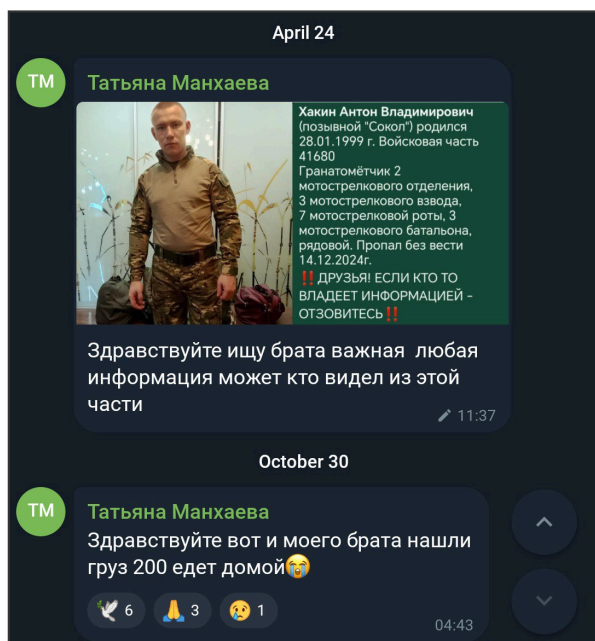 April 24
ТМ
Татьяна Манхаева
Хакин Антон Владимирович
(позывной "Сокол") родился
28.01.1999 г. Войсковая часть
41680
Гранатомётчик 2
мотострелкового отделения,
3 мотострелкового взвода,
7 мотострелковой роты, 3
мотострелкового батальона,
рядовой. Пропал без вести
14.12.2024г.
‼️ ДРУЗЬЯ! ЕСЛИ КТО ТО
ВЛАДЕЕТ ИНФОРМАЦИЕЙ -
ОТЗОВИТЕСЬ‼️
Здравствуйте ищу брата важная любая
информация может кто видел из этой
части
11:37
October 30
ТМ
Татьяна Манхаева
Здравствуйте вот и моего брата нашли
груз 200 едет домой😭
🕊 6 🙏 3 😢 1
04:43